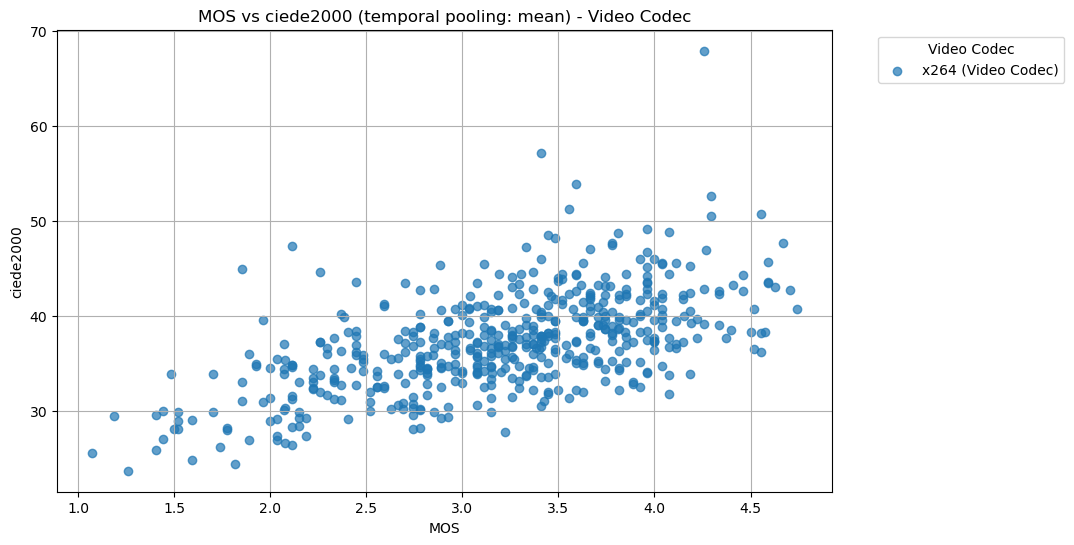 MOS vs ciede2000 (temporal pooling: mean) - Video Codec
Video Codec
x264 (Video Codec)
ciede2000
70
60
50
40
30
1.0 1.5 2.0 2.5 3.0 3.5 4.0 4.5
MOS